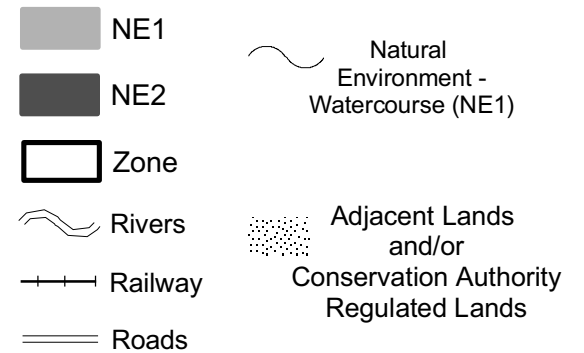 NE1
NE2
Zone
Rivers
Railway
Roads
Natural
Environment -
Watercourse (NE1)
Adjacent Lands
and/or
Conservation Authority
Regulated Lands